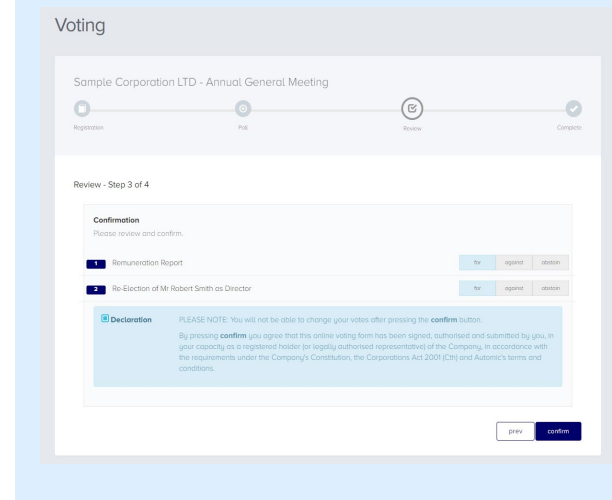 Voting
Sample Corporation LTD - Annual General Meeting
Registration Poll Review Complete
Review - Step 3 of 4
Confirmation
Please review and confirm.
1 Remuneration Report for against abstain
2 Re-Election of Mr Robert Smith as Director for against abstain
Declaration PLEASE NOTE: You will not be able to change your votes after pressing the confirm button.
By pressing confirm you agree that this online voting form has been signed, authorised and submitted by you, in
your capacity as a registered holder (or legally authorised representative) of the Company, in accordance with
the requirements under the Company's Constitution, the Corporations Act 2001 (Cth) and Automic's terms and
conditions.
prev confirm